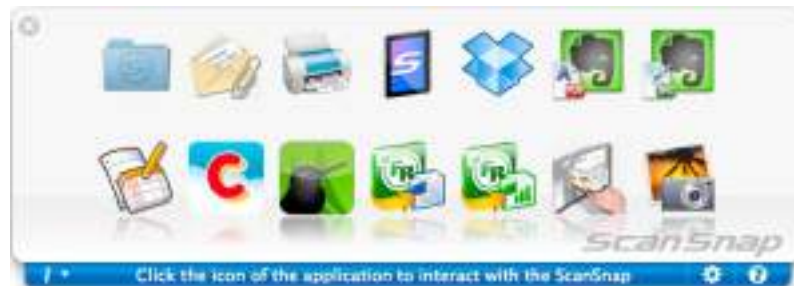 ScanSnap
Click the icon of the application to interact with the ScanSnap